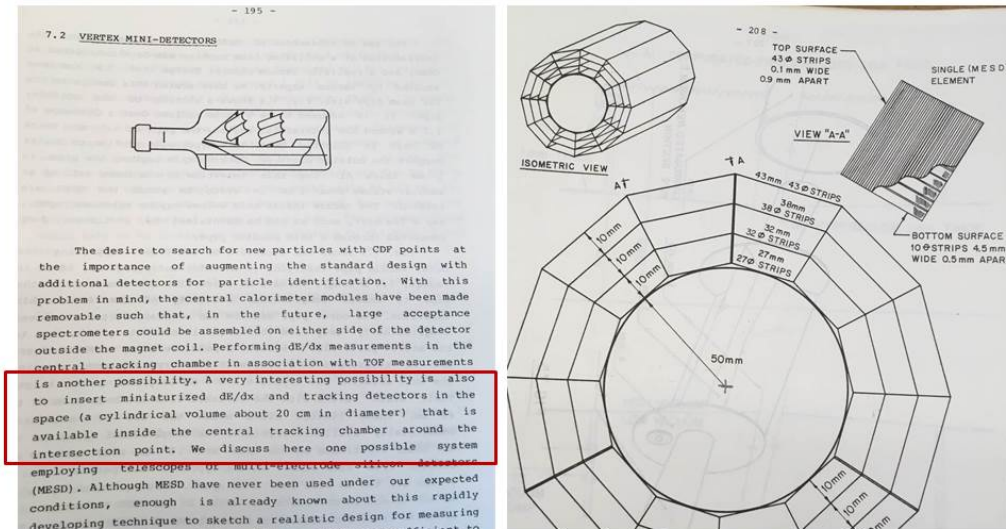 - 195 -
7.2 VERTEX MINI-DETECTORS
The desire to search for new particles with CDF points at
the importance of augmenting the standard design with
additional detectors for particle identification. With this
problem in mind, the central calorimeter modules have been made
removable such that, in the future, large acceptance
spectrometers could be assembled on either side of the detector
outside the magnet coil. Performing dE/dx measurements in the
central tracking chamber in association with TOF measurements
is another possibility. A very interesting possibility is also
to insert miniaturized dE/dx and tracking detectors in the
space (a cylindrical volume about 20 cm in diameter) that is
available inside the central tracking chamber around the
intersection point. We discuss here one possible system
employing telescopes of multi-electrode silicon detectors
(MESD). Although MESD have never been used under our expected
conditions, enough is already known about this rapidly
developing technique to sketch a realistic design for measuring
- 208 -
TOP SURFACE
43 Φ STRIPS
0.1 mm WIDE
0.9 mm APART
SINGLE (MESD
ELEMENT
VIEW "A-A"
ISOMETRIC VIEW
BOTTOM SURFACE
10 Θ STRIPS 4.5 mm
WIDE 0.5 mm APAR
A
A
43mm 43Φ STRIPS
38mm
38Φ STRIPS
32mm
32Φ STRIPS
27mm
27Φ STRIPS
10mm
10mm
10mm
50mm
10mm
10mm